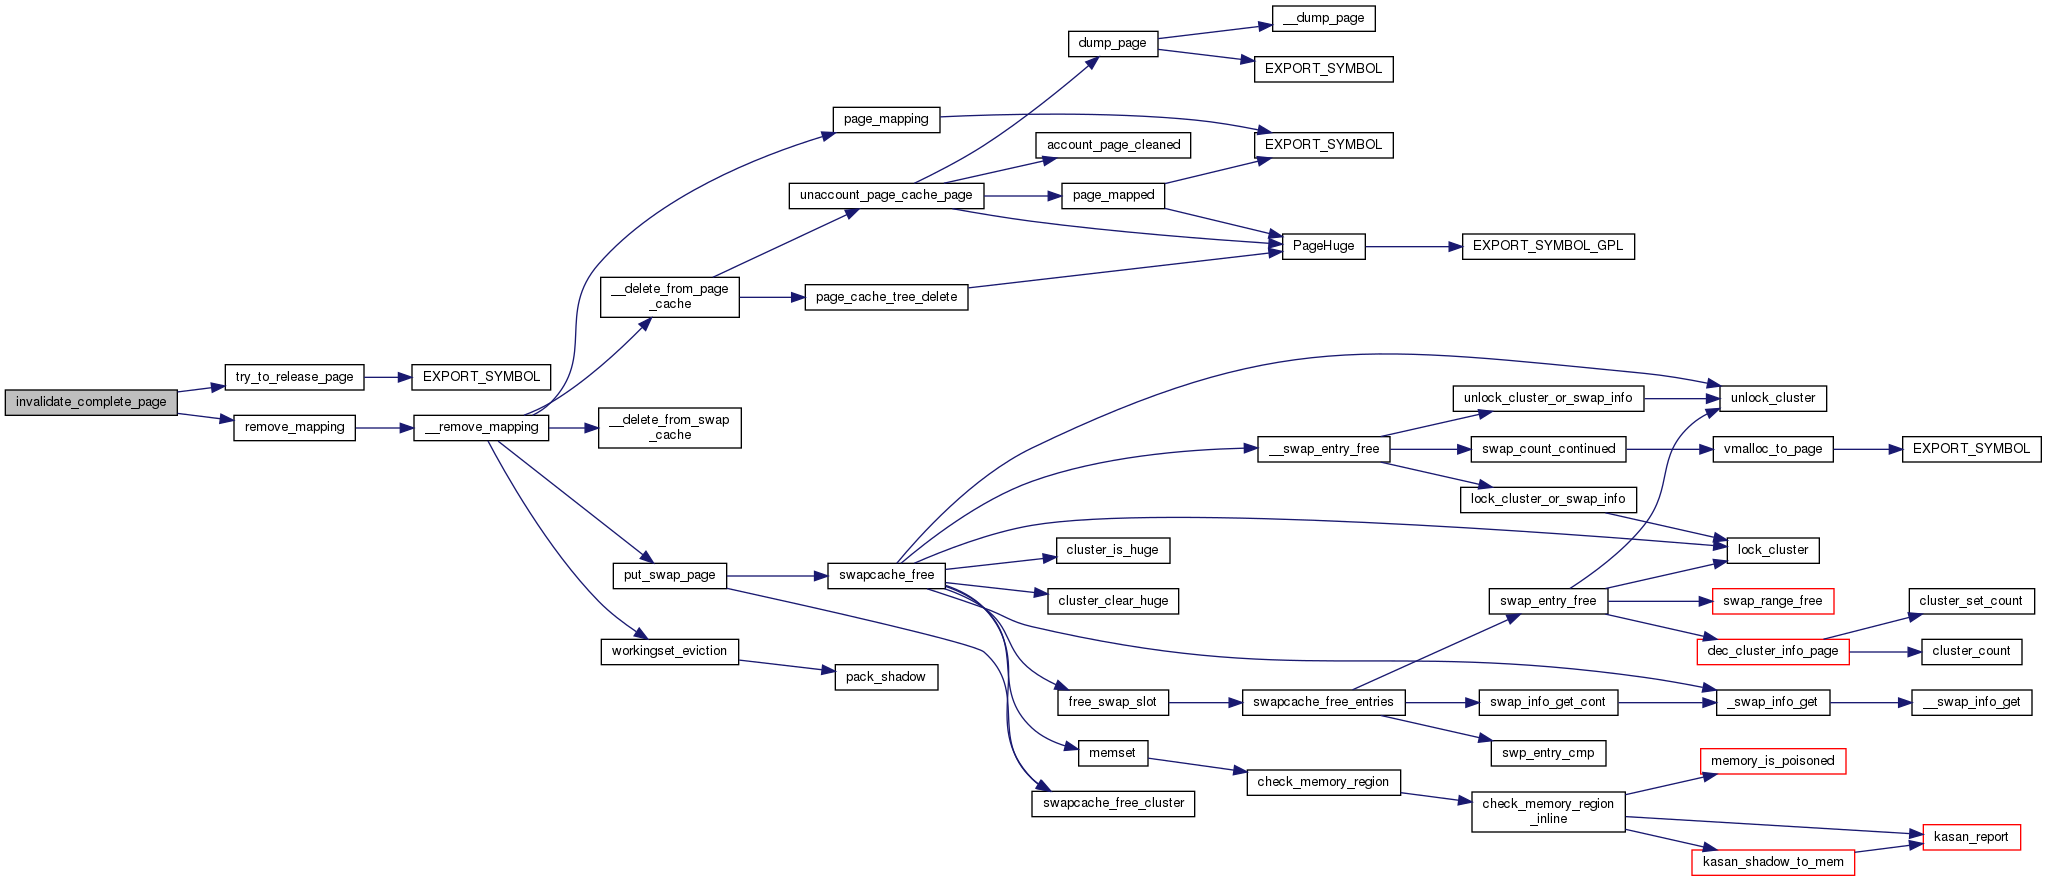 __dump_page
dump_page
EXPORT_SYMBOL
page_mapping
account_page_cleaned
EXPORT_SYMBOL
unaccount_page_cache_page
page_mapped
PageHuge
EXPORT_SYMBOL_GPL
__delete_from_page
_cache
page_cache_tree_delete
try_to_release_page
EXPORT_SYMBOL
invalidate_complete_page
remove_mapping
__remove_mapping
__delete_from_swap
_cache
unlock_cluster_or_swap_info
unlock_cluster
__swap_entry_free
swap_count_continued
vmalloc_to_page
EXPORT_SYMBOL
lock_cluster_or_swap_info
cluster_is_huge
lock_cluster
put_swap_page
swapcache_free
cluster_clear_huge
swap_entry_free
swap_range_free
cluster_set_count
workingset_eviction
dec_cluster_info_page
cluster_count
pack_shadow
free_swap_slot
swapcache_free_entries
swap_info_get_cont
_swap_info_get
__swap_info_get
memset
swp_entry_cmp
memory_is_poisoned
check_memory_region
swapcache_free_cluster
check_memory_region
_inline
kasan_report
kasan_shadow_to_mem